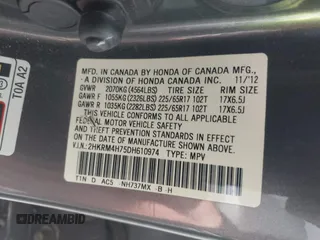 TOA A2
MFD. IN CANADA BY HONDA OF CANADA MFG.,
A DIVISION OF HONDA CANADA INC. 11/12
GVWR 2070KG (4564LBS) TIRE SIZE RIM SIZE
GAWR F 1055KG (2326LBS) 225/65R17 102T 17X6.5J
GAWR R 1035KG (2282LBS) 225/65R17 102T 17X6.5J
THIS VEHICLE CONFORMS TO ALL APPLICABLE
FEDERAL MOTOR VEHICLE SAFETY AND THEFT
PREVENTION STANDARDS IN EFFECT ON THE
DATE OF MANUFACTURE SHOWN ABOVE.
V.I.N.: 2HKRM4H75DH610974 TYPE: MPV
T1N D AC5 NH737MX B H
AUTOBIDMASTER